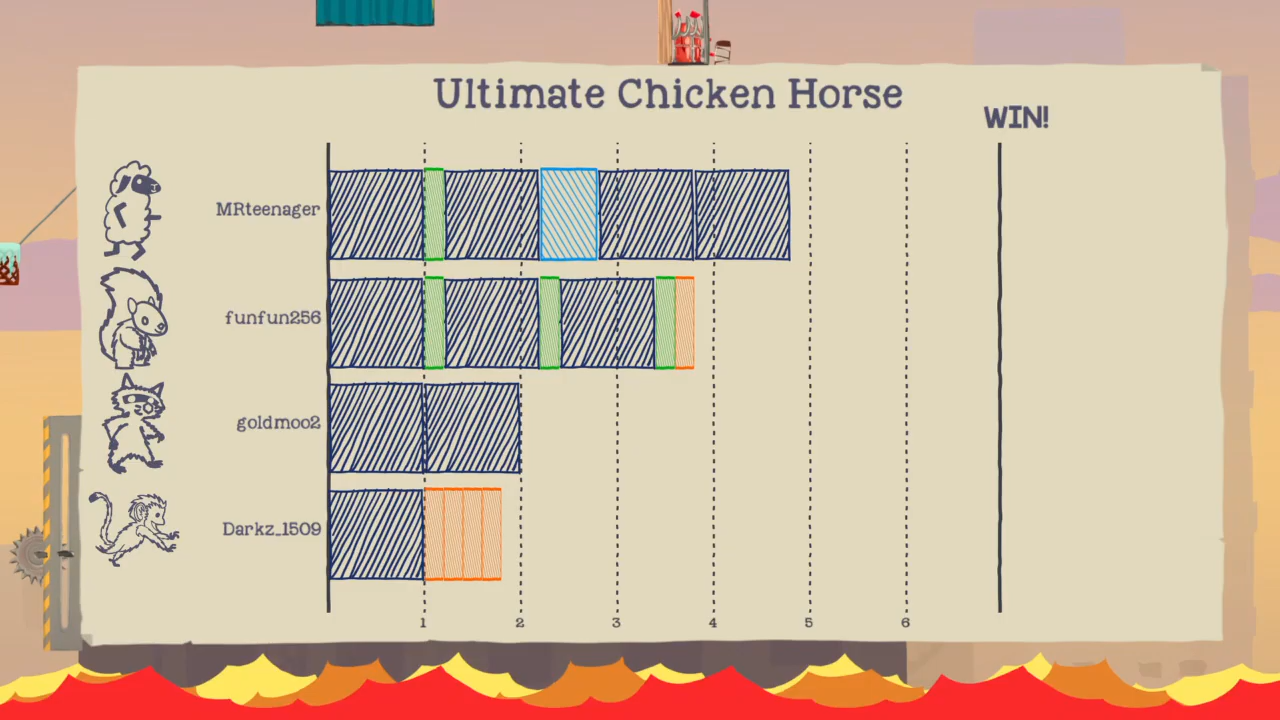 Ultimate Chicken Horse
WIN!
MRteenager
funfun256
goldmoo2
Darkz_1509
1 2 3 4 5 6